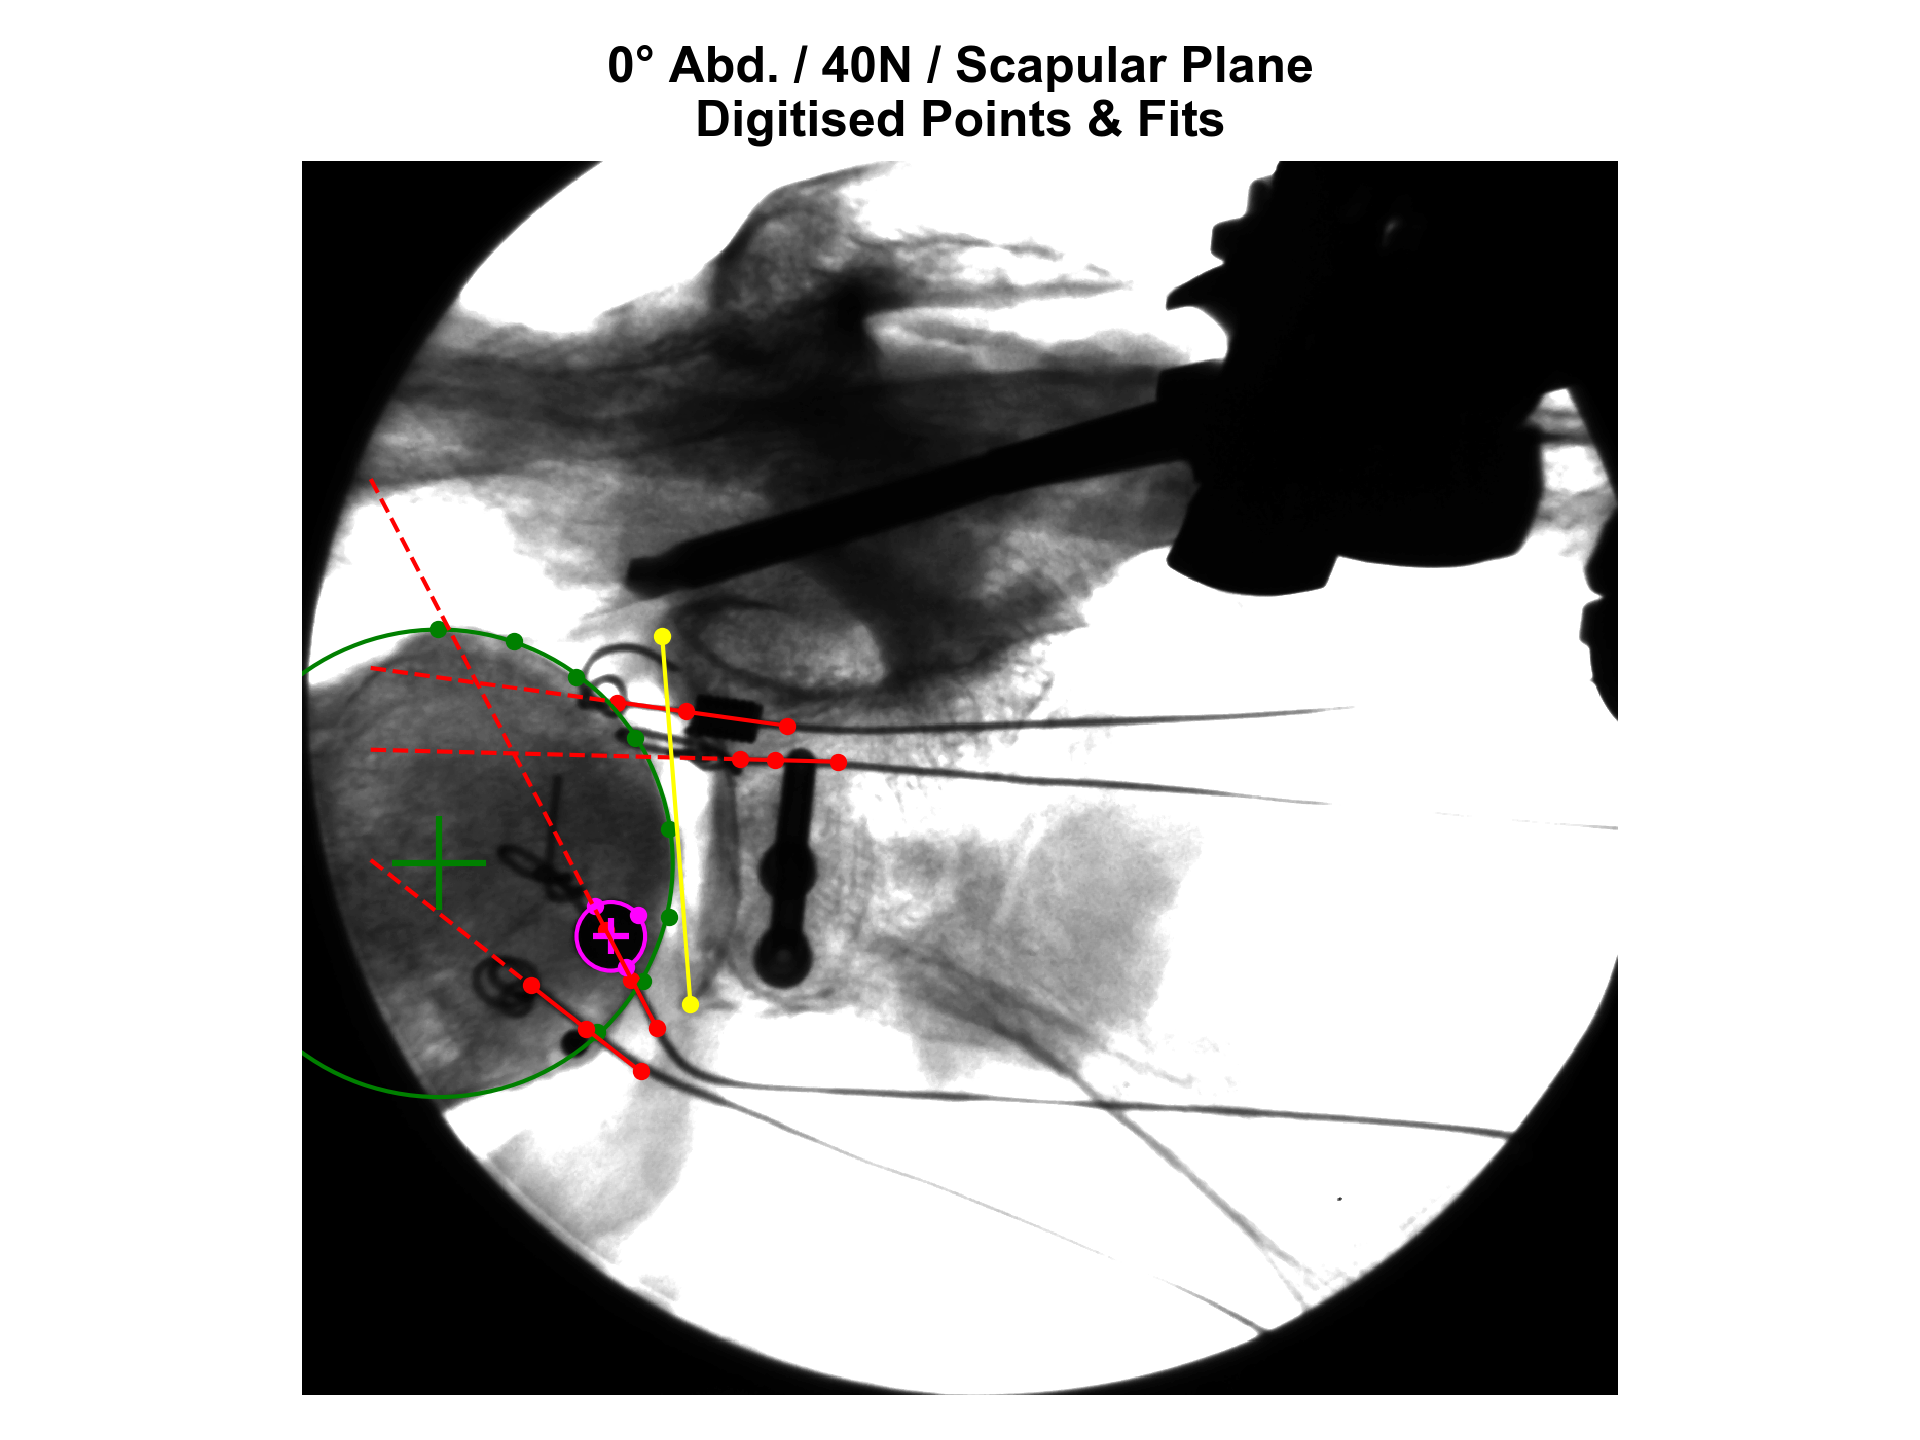 0° Abd. / 40N / Scapular Plane
Digitised Points & Fits